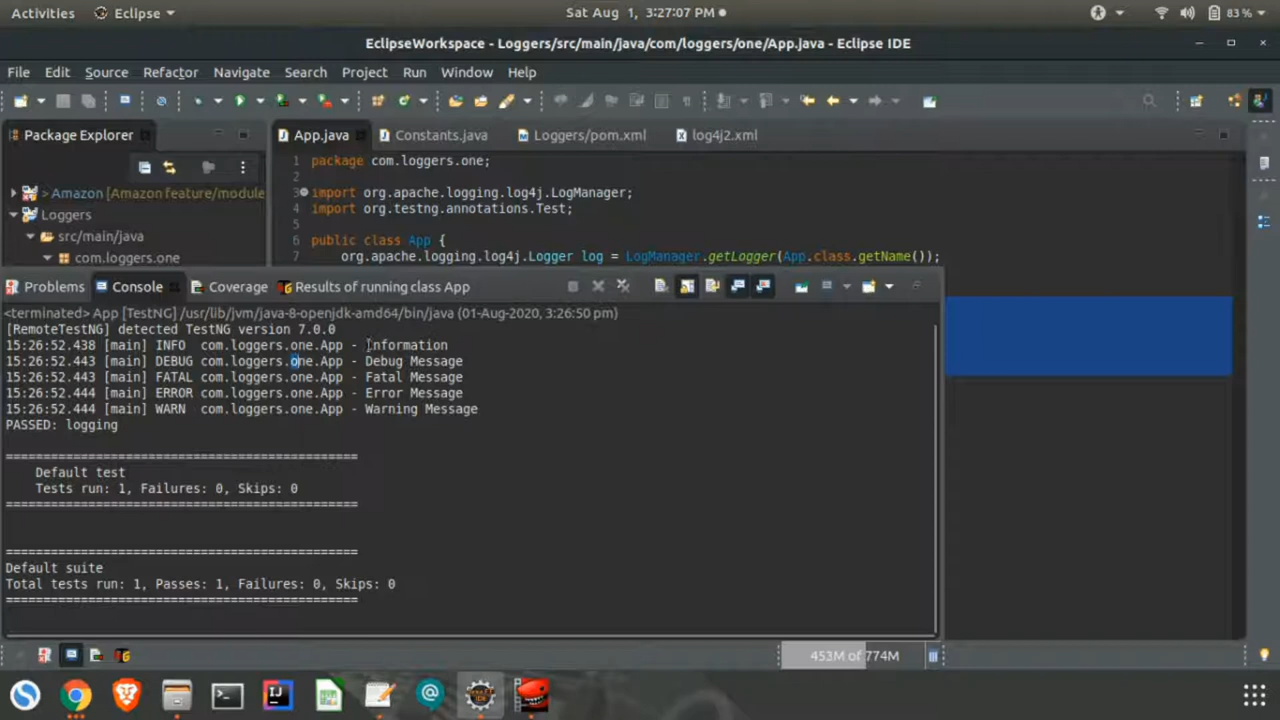 Activities
Eclipse
Sat Aug 1, 3:27:07 PM
83 %
EclipseWorkspace - Loggers/src/main/java/com/loggers/one/App.java - Eclipse IDE
File Edit Source Refactor Navigate Search Project Run Window Help
Package Explorer
> Amazon [Amazon feature/module
Loggers
src/main/java
com.loggers.one
App.java
Constants.java
Loggers/pom.xml
log4j2.xml
1 package com.loggers.one;
2
3 import org.apache.logging.log4j.LogManager;
4 import org.testng.annotations.Test;
5
6 public class App {
7 org.apache.logging.log4j.Logger log = LogManager.getLogger(App.class.getName());
Problems
Console
Coverage
Results of running class App
<terminated> App [TestNG] /usr/lib/jvm/java-8-openjdk-amd64/bin/java (01-Aug-2020, 3:26:50 pm)
[RemoteTestNG] detected TestNG version 7.0.0
15:26:52.438 [main] INFO  com.loggers.one.App - Information
15:26:52.443 [main] DEBUG com.loggers.one.App - Debug Message
15:26:52.443 [main] FATAL com.loggers.one.App - Fatal Message
15:26:52.444 [main] ERROR com.loggers.one.App - Error Message
15:26:52.444 [main] WARN  com.loggers.one.App - Warning Message
PASSED: logging
===============================================
Default test
Tests run: 1, Failures: 0, Skips: 0
===============================================
===============================================
Default suite
Total tests run: 1, Passes: 1, Failures: 0, Skips: 0
===============================================
453M of 774M